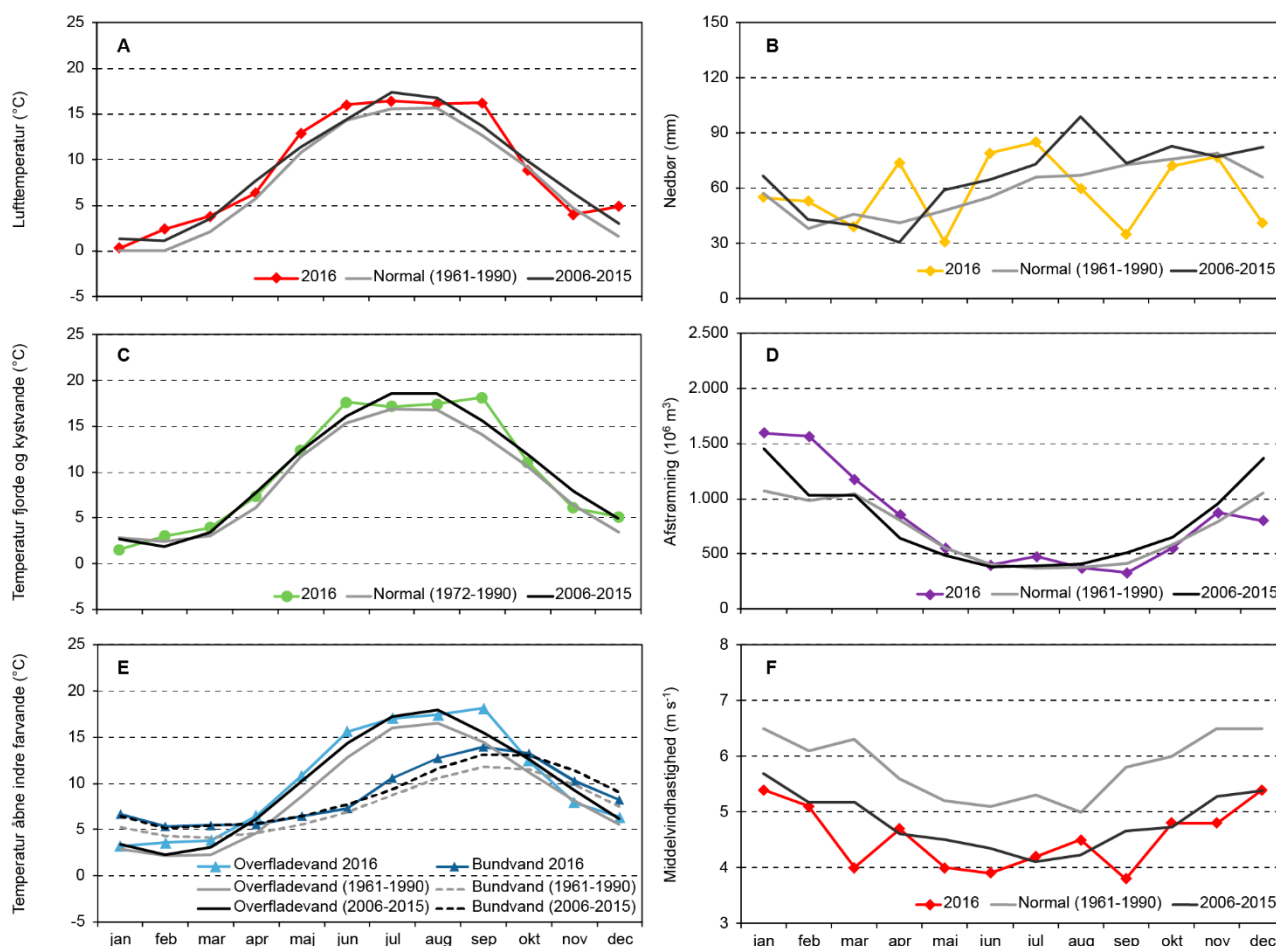 A
Lufttemperatur (°C)
25
20
15
10
5
0
-5
2016
Normal (1961-1990)
2006-2015
B
Nedbør (mm)
150
120
90
60
30
0
2016
Normal (1961-1990)
2006-2015
C
Temperatur fjorde og kystvande (°C)
25
20
15
10
5
0
-5
2016
Normal (1972-1990)
2006-2015
D
Afstrømning (10⁶ m³)
2.500
2.000
1.500
1.000
500
0
2016
Normal (1961-1990)
2006-2015
E
Temperatur åbne indre farvande (°C)
25
20
15
10
5
0
-5
Overfladevand 2016
Bundvand 2016
Overfladevand (1961-1990)
Bundvand (1961-1990)
Overfladevand (2006-2015)
Bundvand (2006-2015)
jan feb mar apr maj jun jul aug sep okt nov dec
F
Middelvindhastighed (m s⁻¹)
8
7
6
5
4
3
2016
Normal (1961-1990)
2006-2015
jan feb mar apr maj jun jul aug sep okt nov dec